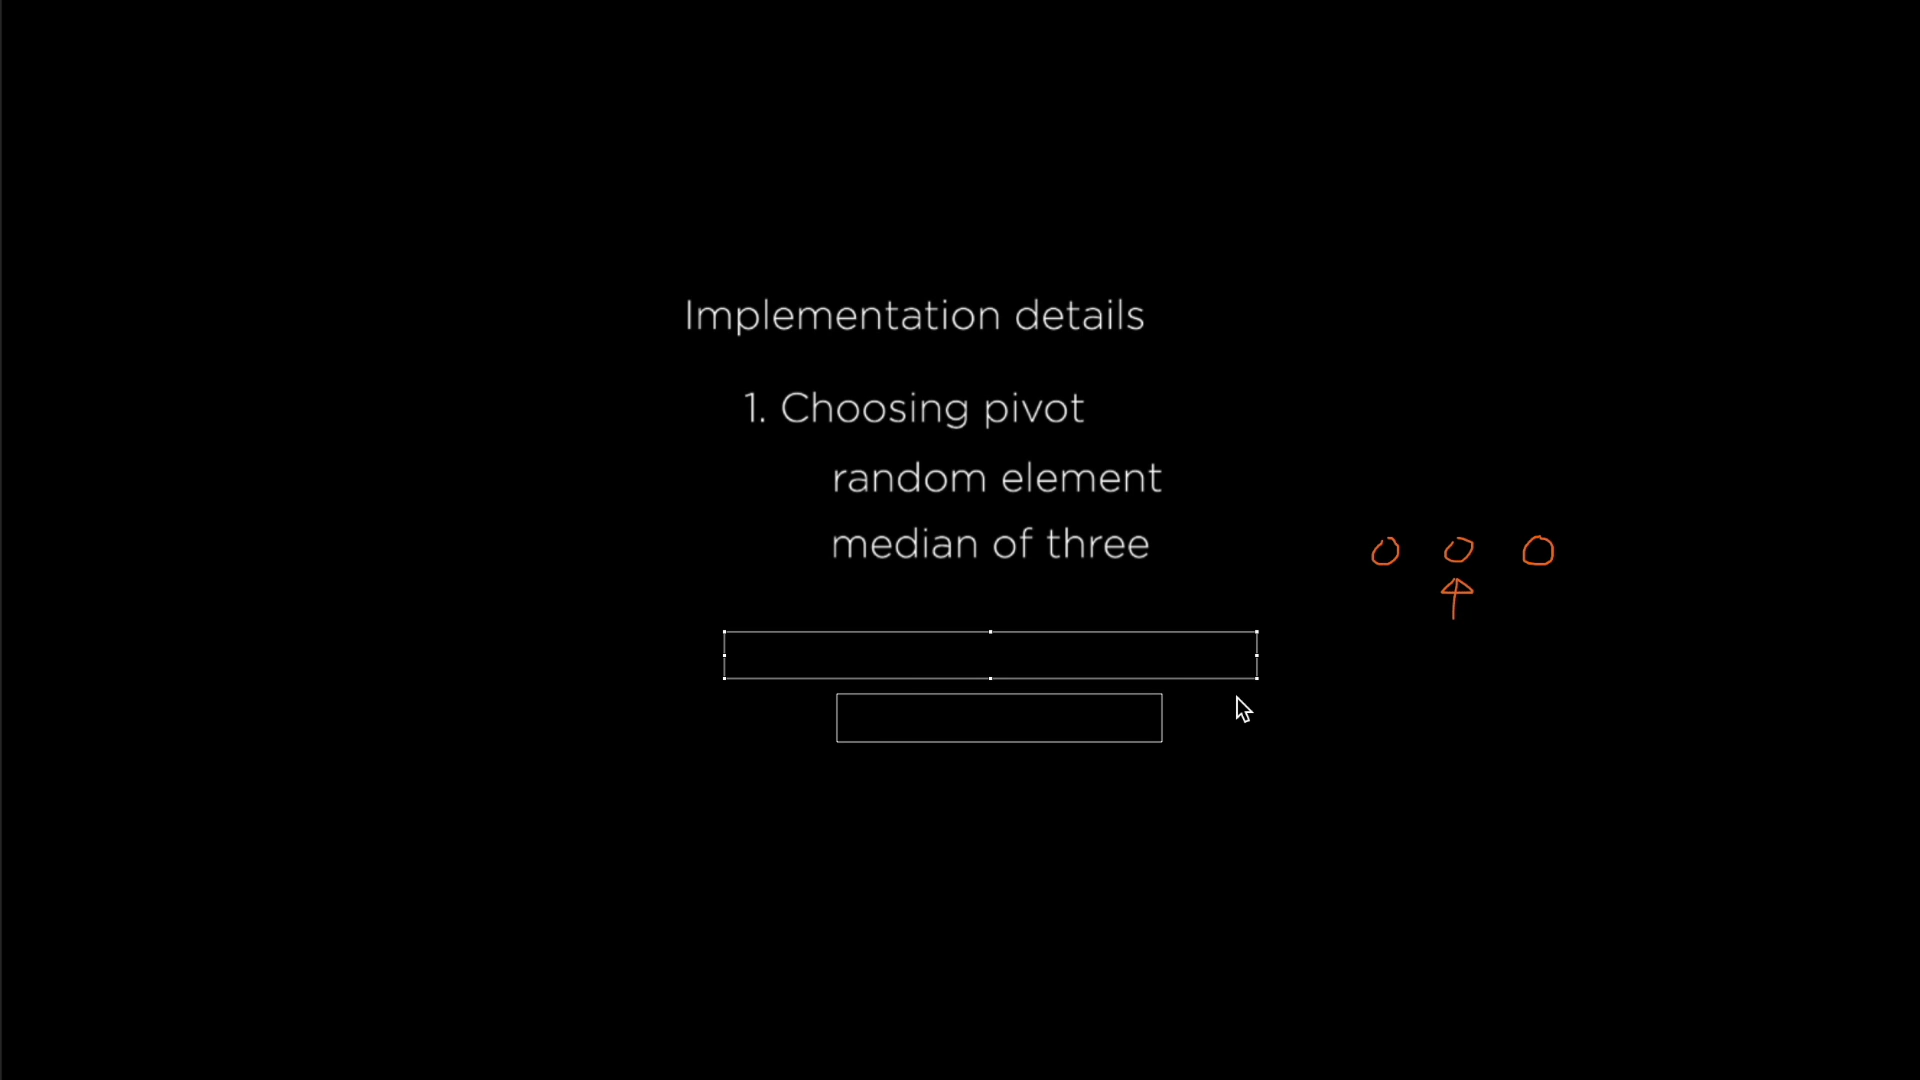 Implementation details
1. Choosing pivot
random element
median of three